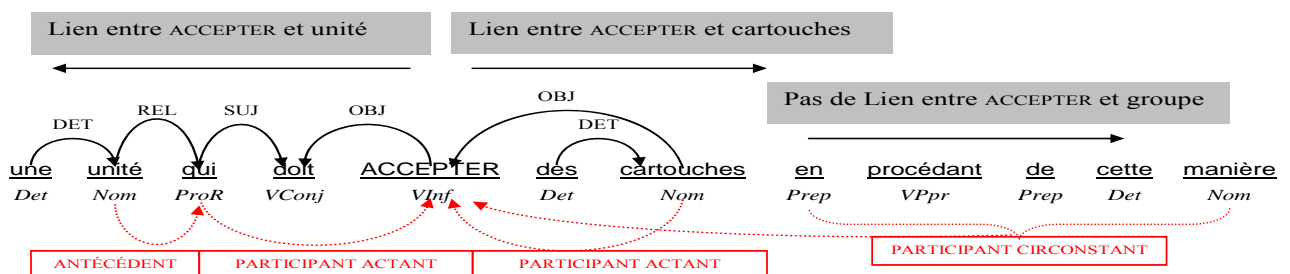 Lien entre ACCEPTER et unité Lien entre ACCEPTER et cartouches
Pas de Lien entre ACCEPTER et groupe
DET REL SUJ OBJ OBJ DET
une unité qui doit ACCEPTER des cartouches en procédant de cette manière
Det Nom ProR VConj VInf Det Nom Prep VPpr Prep Det Nom
ANTÉCÉDENT PARTICIPANT ACTANT PARTICIPANT ACTANT PARTICIPANT CIRCONSTANT